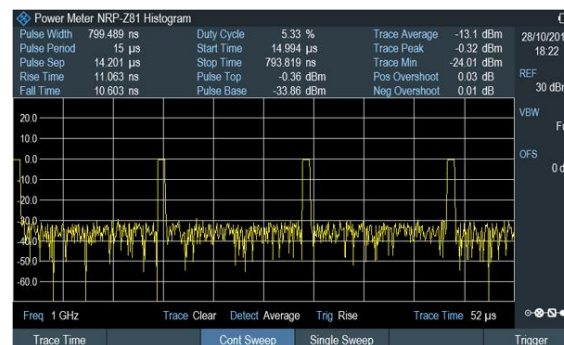 Power Meter NRP-Z81 Histogram
Pulse Width 799.489 ns Duty Cycle 5.33 % Trace Average -13.1 dBm
Pulse Period 15 µs Start Time 14.994 µs Trace Peak -0.32 dBm
Pulse Sep 14.201 µs Stop Time 793.819 ns Trace Min -24.01 dBm
Rise Time 11.063 ns Pulse Top -0.36 dBm Pos Overshoot 0.03 dB
Fall Time 10.603 ns Pulse Base -33.86 dBm Neg Overshoot 0.01 dB
28/10/201
18:22
REF
30 dBm
VBW
Fu
OFS
0 d
20.0
10.0
0.0
-10.0
-20.0
-30.0
-40.0
-50.0
-60.0
Freq 1 GHz Trace Clear Detect Average Trig Rise Trace Time 52 µs
Trace Time Cont Sweep Single Sweep Trigger